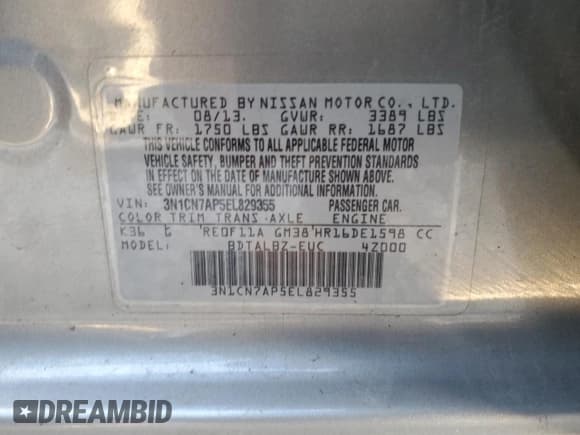 MANUFACTURED BY NISSAN MOTOR CO., LTD.
DATE: 08/13. GVWR: 3389 LBS
GAWR FR: 1750 LBS GAWR RR: 1687 LBS
THIS VEHICLE CONFORMS TO ALL APPLICABLE FEDERAL MOTOR
VEHICLE SAFETY, BUMPER AND THEFT PREVENTION STANDARDS
IN EFFECT ON THE DATE OF MANUFACTURE SHOWN ABOVE.
SEE OWNER'S MANUAL FOR ADDITIONAL INFORMATION.
VIN: 3N1CN7AP5EL829355 PASSENGER CAR.
COLOR TRIM TRANS-AXLE ENGINE
K36 G RE0F11A GM38 HR16DE1598 CC
MODEL: BDTALBZ-EUC 4Z000
3N1CN7AP5EL829355
DREAMBID